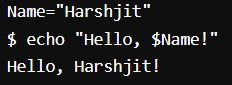 Name="Harshjit"
$ echo "Hello, $Name!"
Hello, Harshjit!